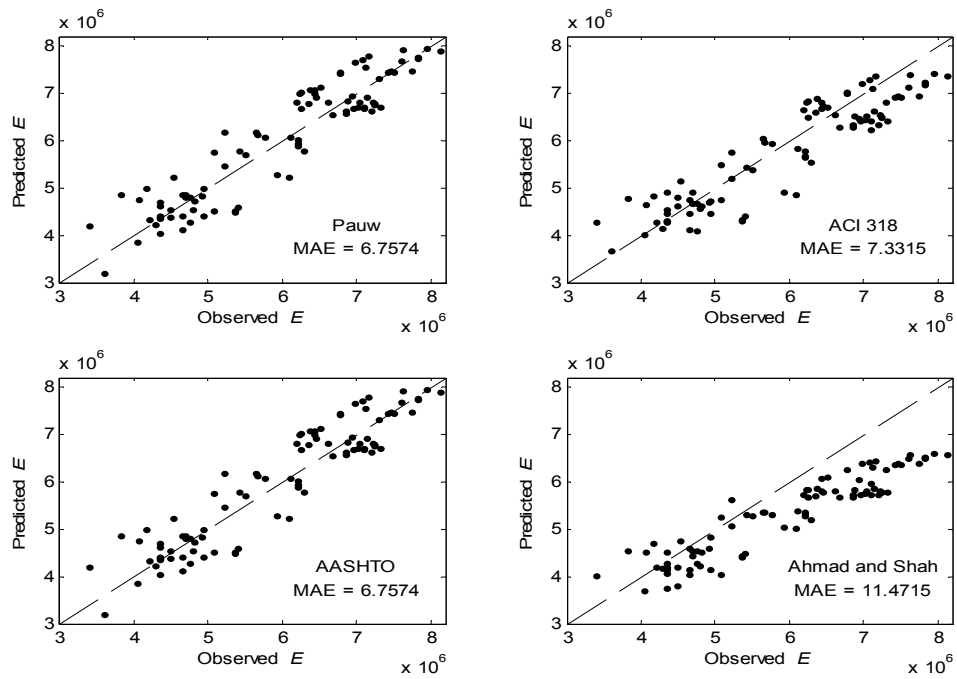 x 10^6
8
7
6
5
4
3
Predicted E
Pauw
MAE = 6.7574
3 4 5 6 7 8
Observed E
x 10^6
x 10^6
8
7
6
5
4
3
Predicted E
ACI 318
MAE = 7.3315
3 4 5 6 7 8
Observed E
x 10^6
x 10^6
8
7
6
5
4
3
Predicted E
AASHTO
MAE = 6.7574
3 4 5 6 7 8
Observed E
x 10^6
x 10^6
8
7
6
5
4
3
Predicted E
Ahmad and Shah
MAE = 11.4715
3 4 5 6 7 8
Observed E
x 10^6